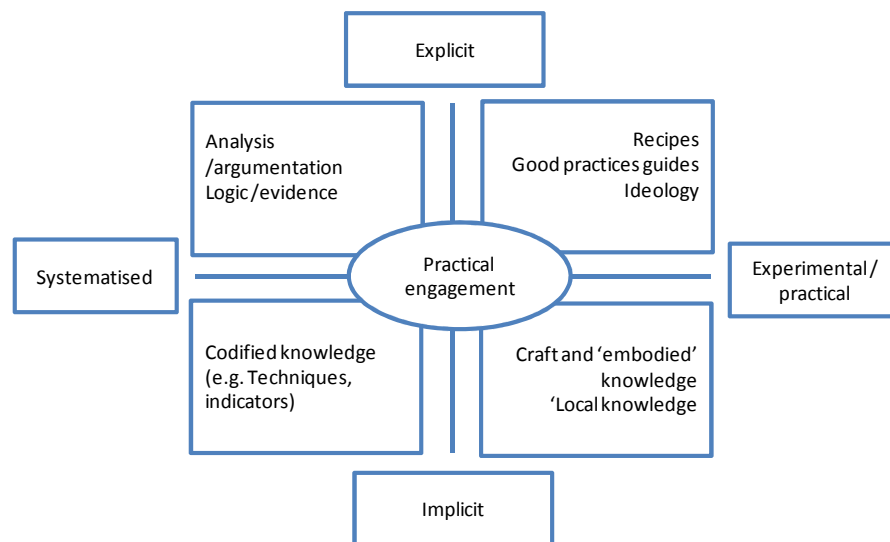 Explicit
Analysis
/argumentation
Logic/evidence
Recipes
Good practices guides
Ideology
Systematised
Practical
engagement
Experimental/
practical
Codified knowledge
(e.g. Techniques,
indicators)
Craft and ‘embodied’
knowledge
‘Local knowledge
Implicit